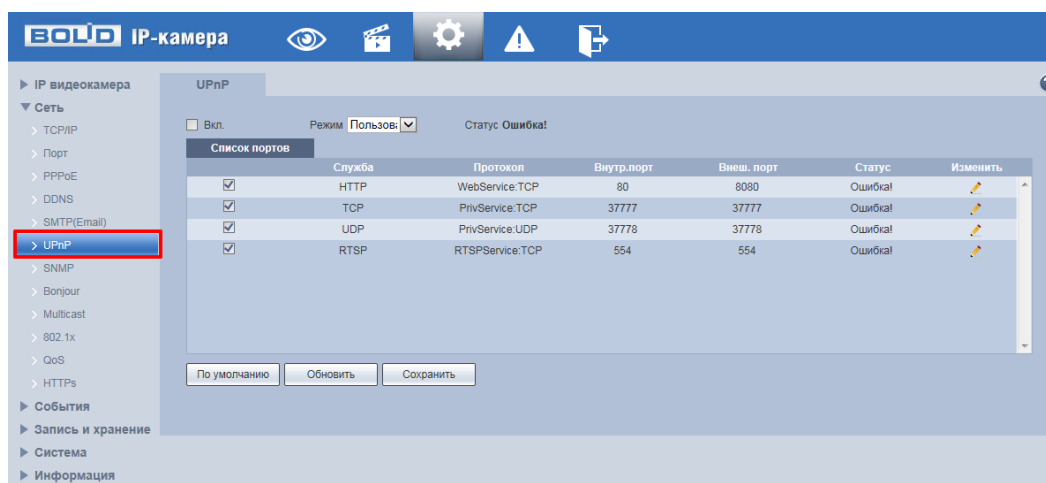 BOLID IP-камера
IP видеокамера
Сеть
TCP/IP
Порт
PPPoE
DDNS
SMTP(Email)
UPnP
SNMP
Bonjour
Multicast
802.1x
QoS
HTTPs
События
Запись и хранение
Система
Информация
UPnP
Вкл. Режим Пользова Статус Ошибка!
Список портов
Служба Протокол Внутр.порт Внеш. порт Статус Изменить
HTTP WebService:TCP 80 8080 Ошибка!
TCP PrivService:TCP 37777 37777 Ошибка!
UDP PrivService:UDP 37778 37778 Ошибка!
RTSP RTSPService:TCP 554 554 Ошибка!
По умолчанию Обновить Сохранить